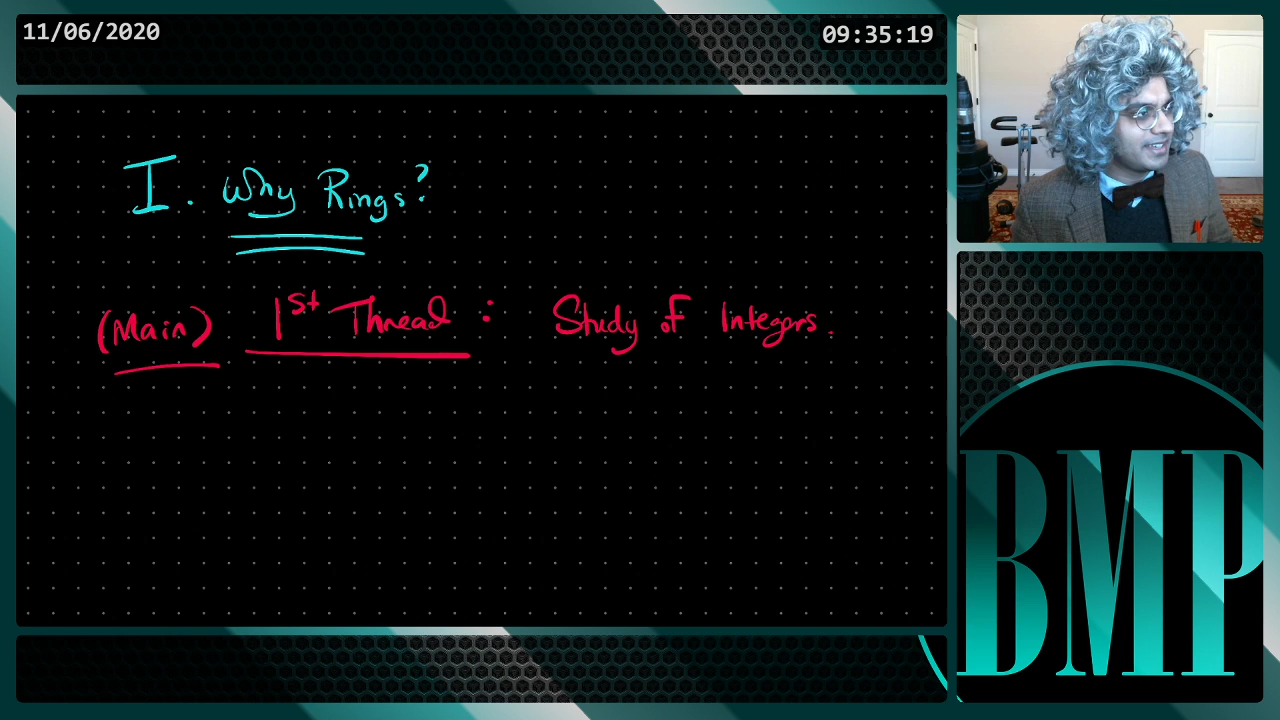 11/06/2020
09:35:19
I. Why Rings?
(Main) 1st Thread : Study of Integers.
BMP